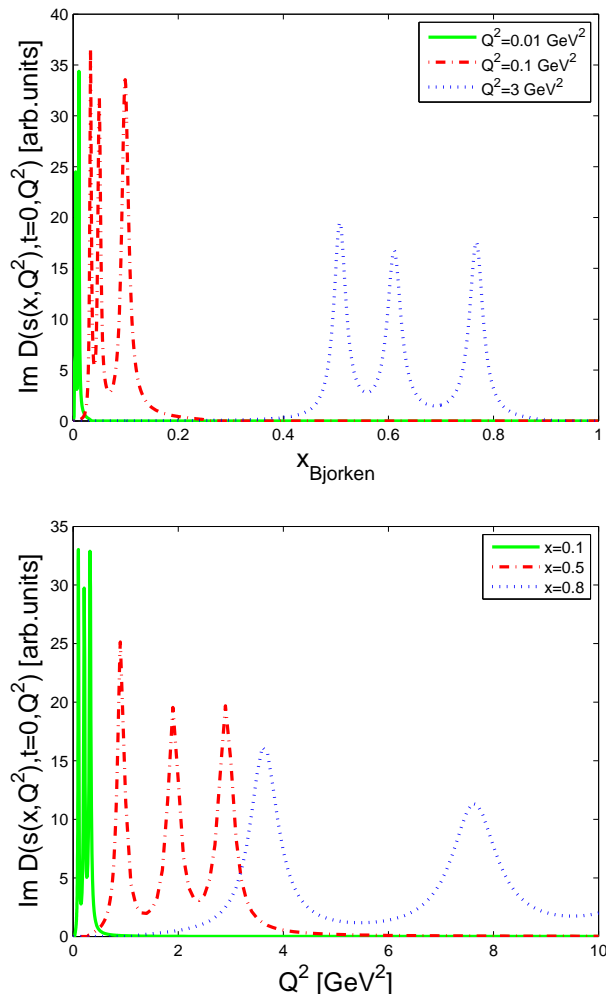 Im D(s(x,Q²),t=0,Q²) [arb.units]
40
35
30
25
20
15
10
5
0
Q²=0.01 GeV²
Q²=0.1 GeV²
Q²=3 GeV²
0 0.2 0.4 0.6 0.8 1
x_Bjorken
Im D(s(x,Q²),t=0,Q²) [arb.units]
35
30
25
20
15
10
5
0
x=0.1
x=0.5
x=0.8
0 2 4 6 8 10
Q² [GeV²]